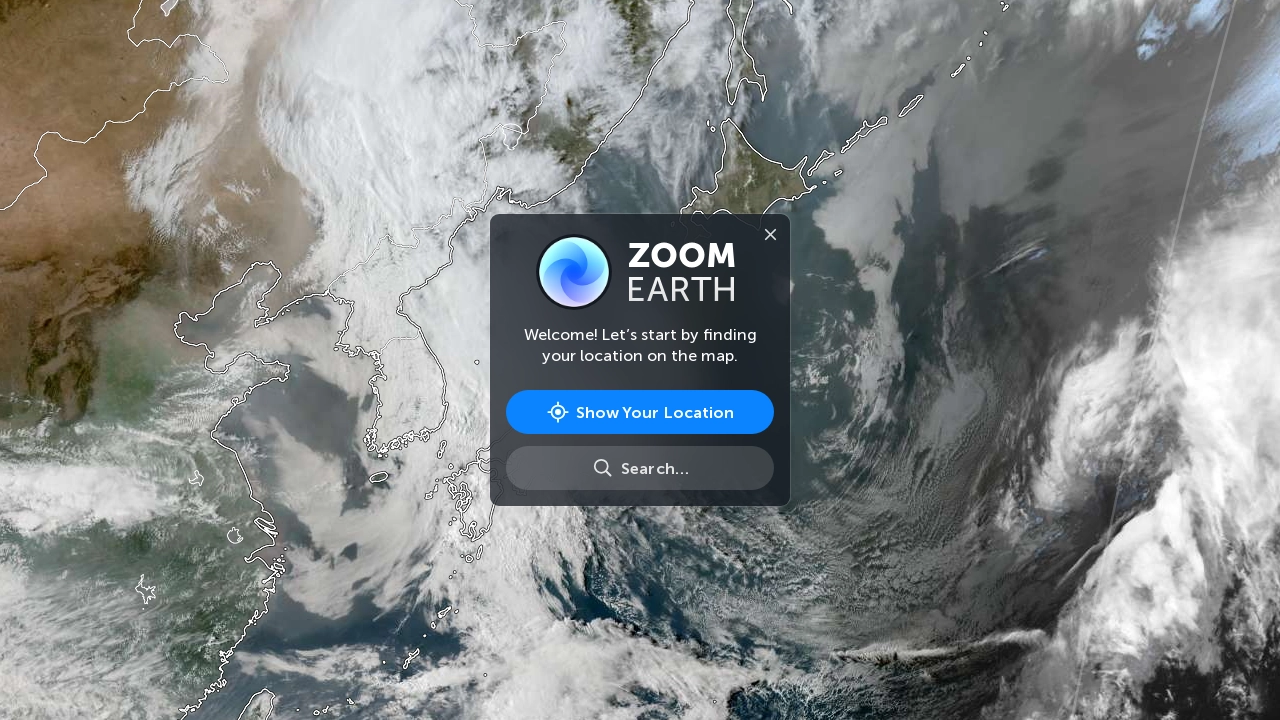 ZOOM
EARTH
Welcome! Let’s start by finding
your location on the map.
Show Your Location
Search...